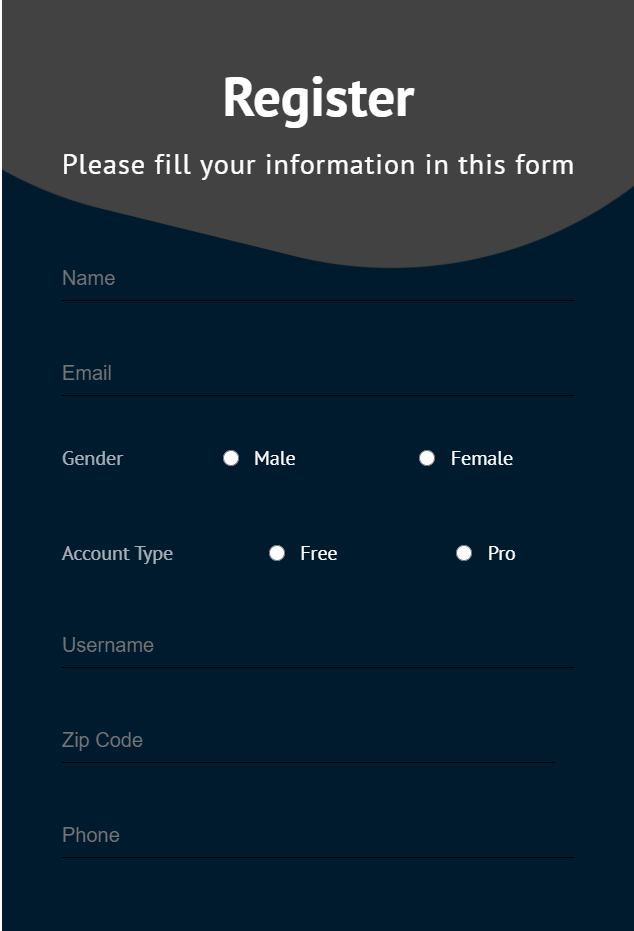 Register
Please fill your information in this form
Name
Email
Gender Male Female
Account Type Free Pro
Username
Zip Code
Phone